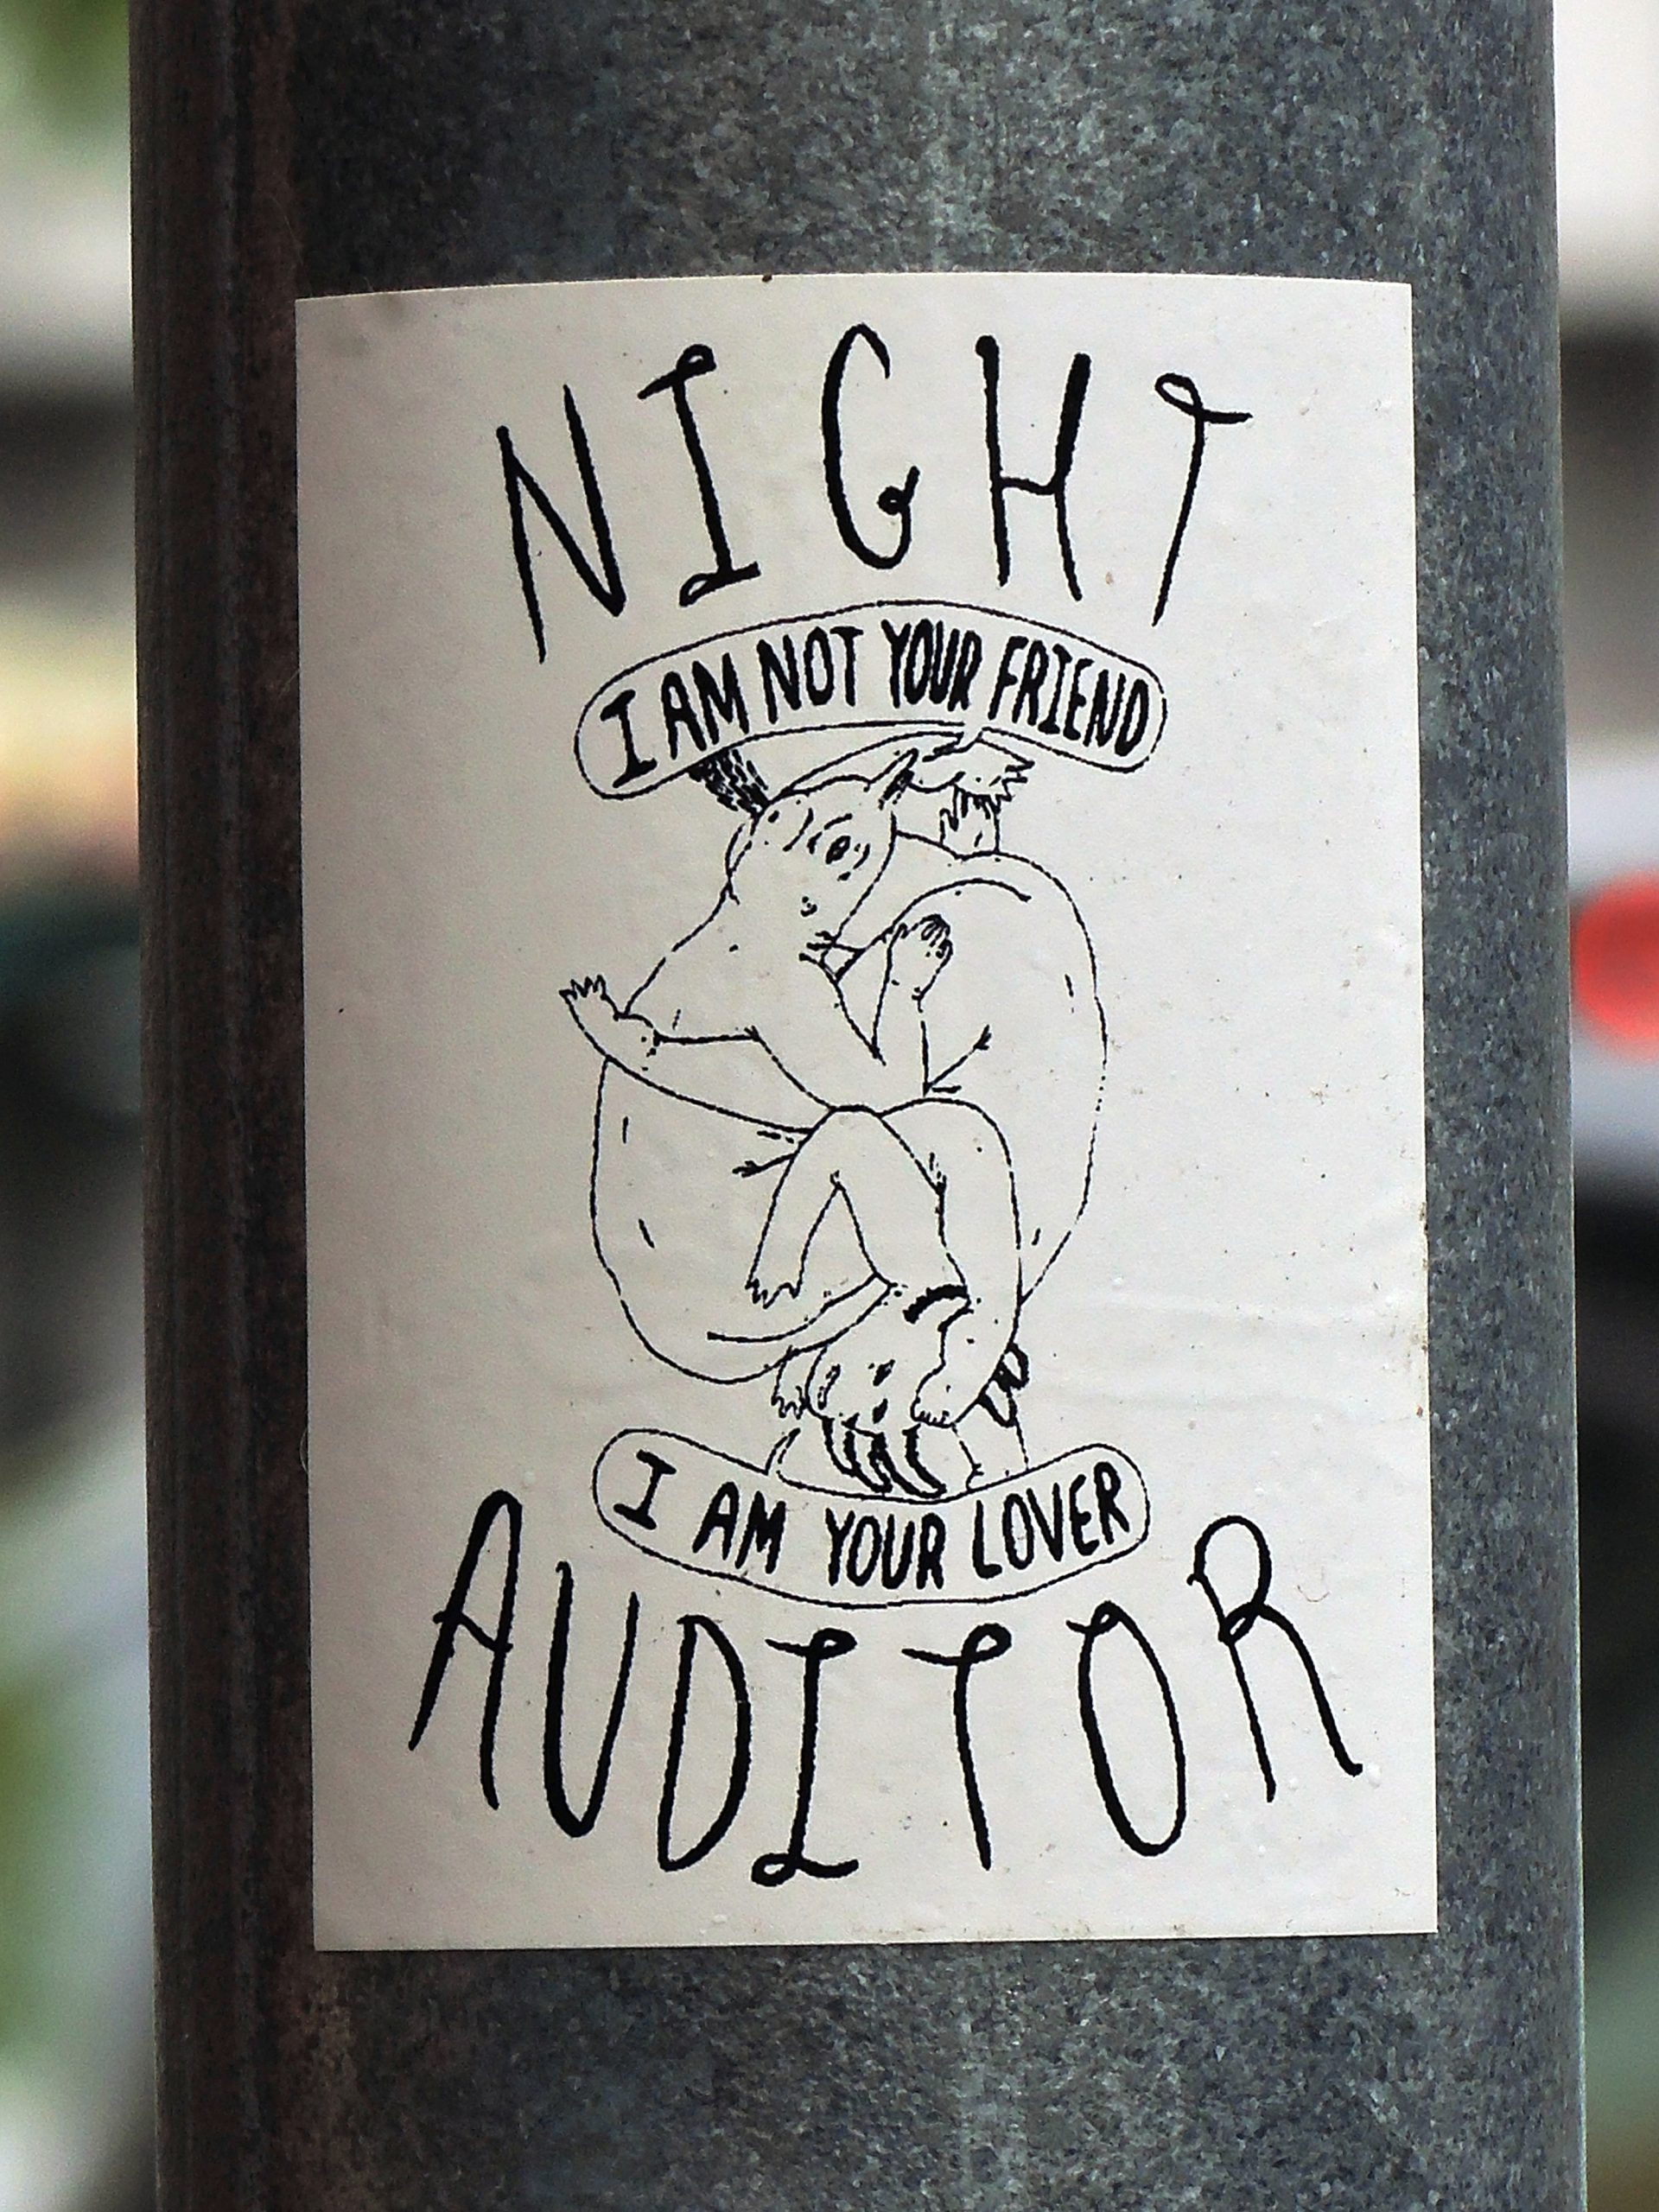 NIGHT
I AM NOT YOUR FRIEND
I AM YOUR LOVER
AUDITOR